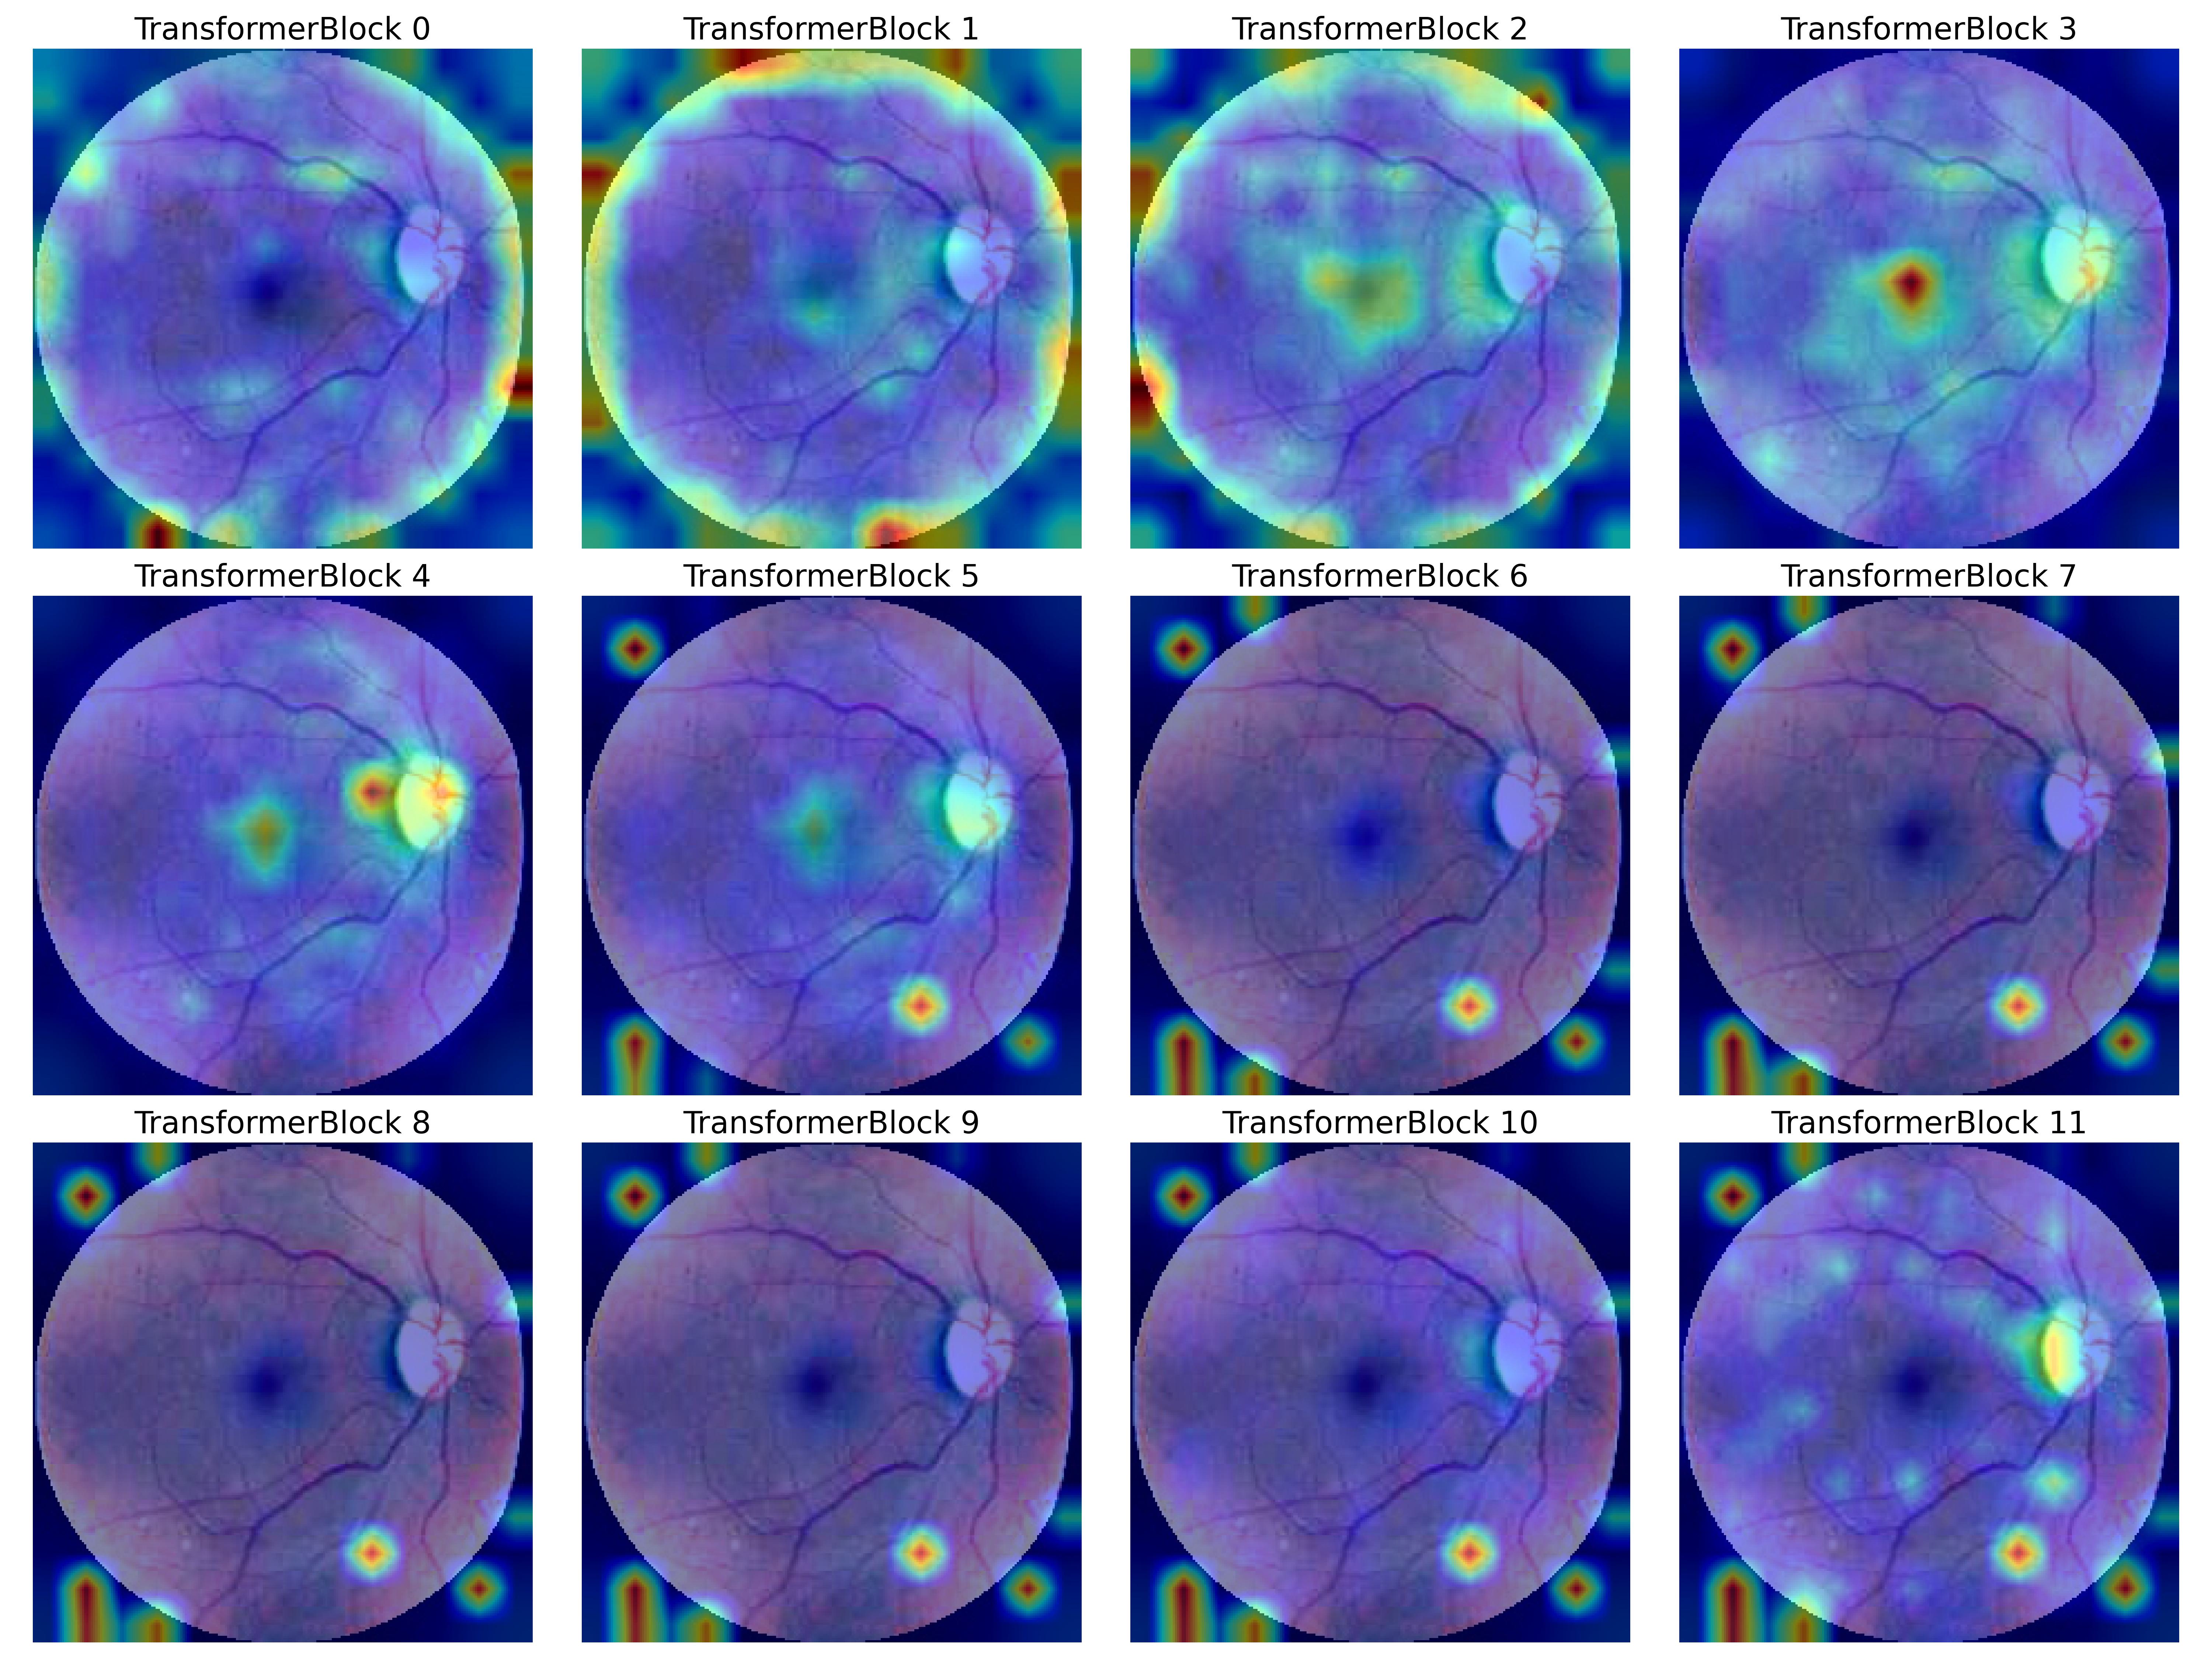 TransformerBlock 0
TransformerBlock 1
TransformerBlock 2
TransformerBlock 3
TransformerBlock 4
TransformerBlock 5
TransformerBlock 6
TransformerBlock 7
TransformerBlock 8
TransformerBlock 9
TransformerBlock 10
TransformerBlock 11